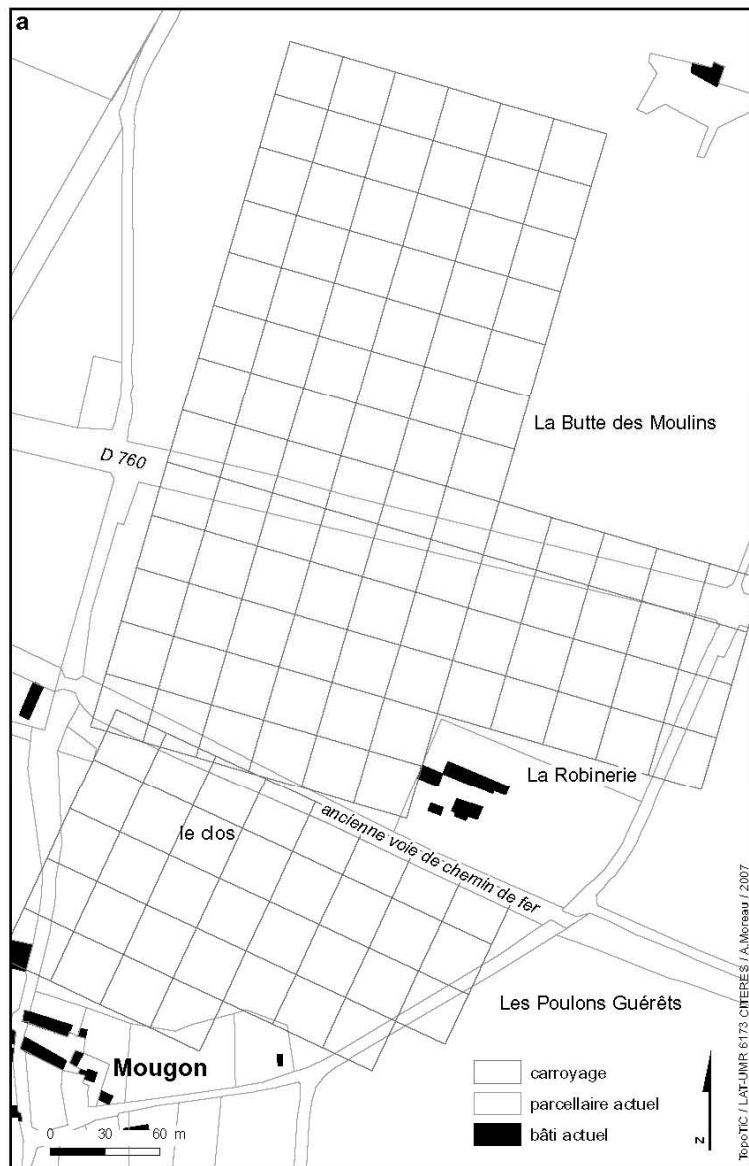 a
La Butte des Moulins
D 760
La Robinerie
le clos
ancienne voie de chemin de fer
Les Poulons Guérêts
Mougon
carroyage
parcellaire actuel
bâti actuel
0 30 60 m
N
TopoTIC / LAT-UMR 6173 CITERES / A.Moreau / 2007